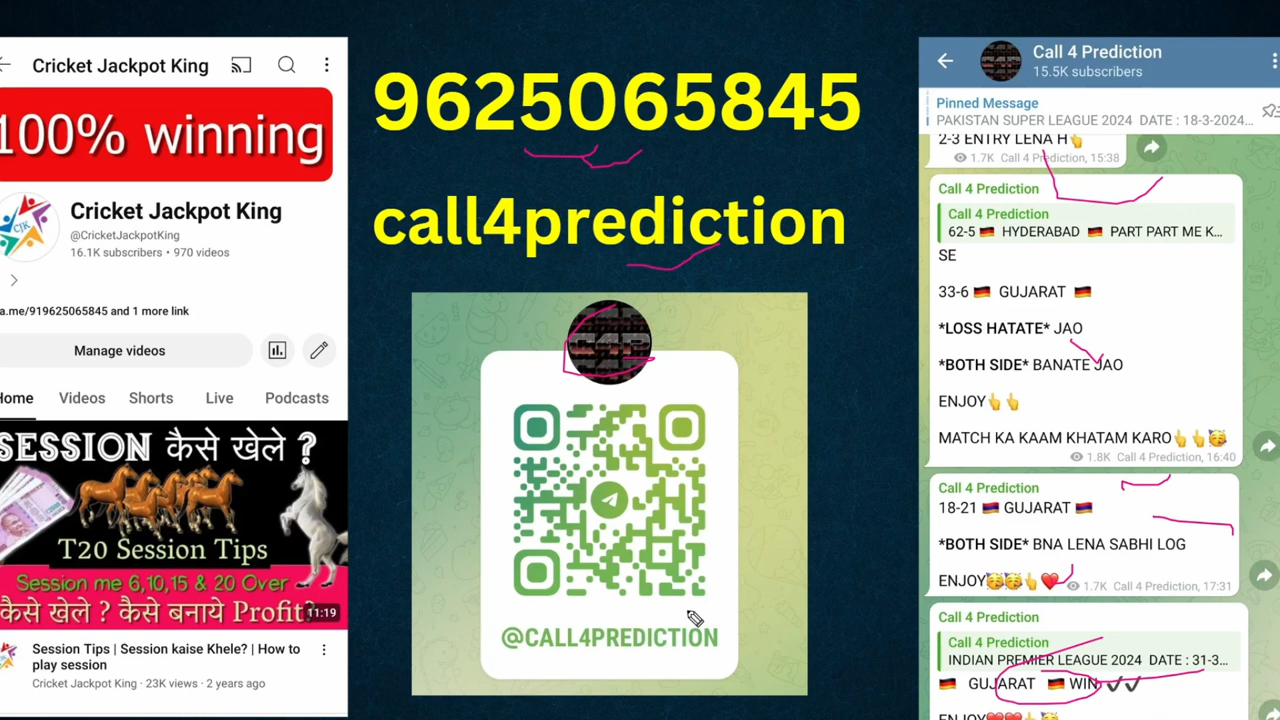 Cricket Jackpot King
100% winning
CJK
Cricket Jackpot King
@CricketJackpotKing
16.1K subscribers • 970 videos
a.me/919625065845 and 1 more link
Manage videos
Home
Videos
Shorts
Live
Podcasts
SESSION कैसे खेले ?
T20 Session Tips
Session me 6,10,15 & 20 Over
कैसे खेले ? कैसे बनाये Profit?
11:19
Session Tips | Session kaise Khele? | How to
play session
Cricket Jackpot King · 23K views · 2 years ago
9625065845
call4prediction
C4P
@CALL4PREDICTION
Call 4 Prediction
15.5K subscribers
Pinned Message
PAKISTAN SUPER LEAGUE 2024 DATE : 18-3-2024...
2-3 ENTRY LENA H👆
1.7K Call 4 Prediction, 15:38
Call 4 Prediction
Call 4 Prediction
62-5 🇩🇪 HYDERABAD 🇩🇪 PART PART ME K...
SE
33-6 🇩🇪 GUJARAT 🇩🇪
*LOSS HATATE* JAO
*BOTH SIDE* BANATE JAO
ENJOY👆👆
MATCH KA KAAM KHATAM KARO👆👆🥳
1.8K Call 4 Prediction, 16:40
Call 4 Prediction
18-21 🇦🇲 GUJARAT 🇦🇲
*BOTH SIDE* BNA LENA SABHI LOG
ENJOY🥳🥳👆❤️
1.7K Call 4 Prediction, 17:31
Call 4 Prediction
Call 4 Prediction
INDIAN PREMIER LEAGUE 2024 DATE : 31-3...
🇩🇪 GUJARAT 🇩🇪 WIN ✔✔
ENJOY❤️❤️👆🥳